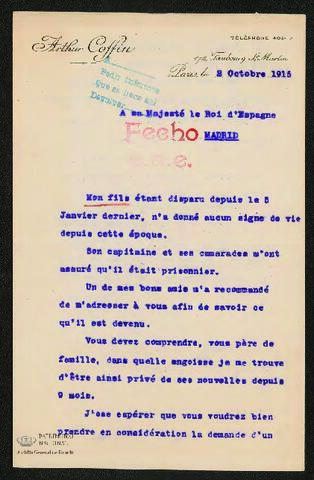 Arthur Coffin
TÉLÉPHONE
172, Faubourg St Martin
Paris, le 2 Octobre 1915
Pedir informes
que se hace del
A sa Majesté le Roi d'Espagne
Fecho MADRID
Mon fils étant disparu depuis le 5
Janvier dernier, n'a donné aucun signe de vie
depuis cette époque.
Son capitaine et ses camarades m'ont
assuré qu'il était prisonnier.
Un de mes bons amis m'a recommandé
de m'adresser à vous afin de savoir ce
qu'il est devenu.
Vous devez comprendre, vous père de
famille, dans quelle angoisse je me trouve
d'être ainsi privé de ses nouvelles depuis
9 mois.
J'ose espérer que vous voudrez bien
prendre en considération la demande d'un
PATRIMONIO
NACIONAL